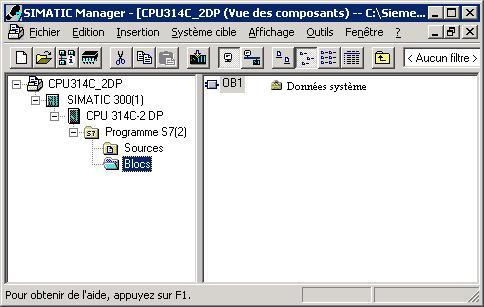 SIMATIC Manager - [CPU314C_2DP (Vue des composants) -- C:\Sieme...
Fichier Edition Insertion Système cible Affichage Outils Fenêtre ?
< Aucun filtre >
CPU314C_2DP
SIMATIC 300(1)
CPU 314C-2 DP
Programme S7(2)
Sources
Blocs
OB1 Données système
Pour obtenir de l'aide, appuyez sur F1.